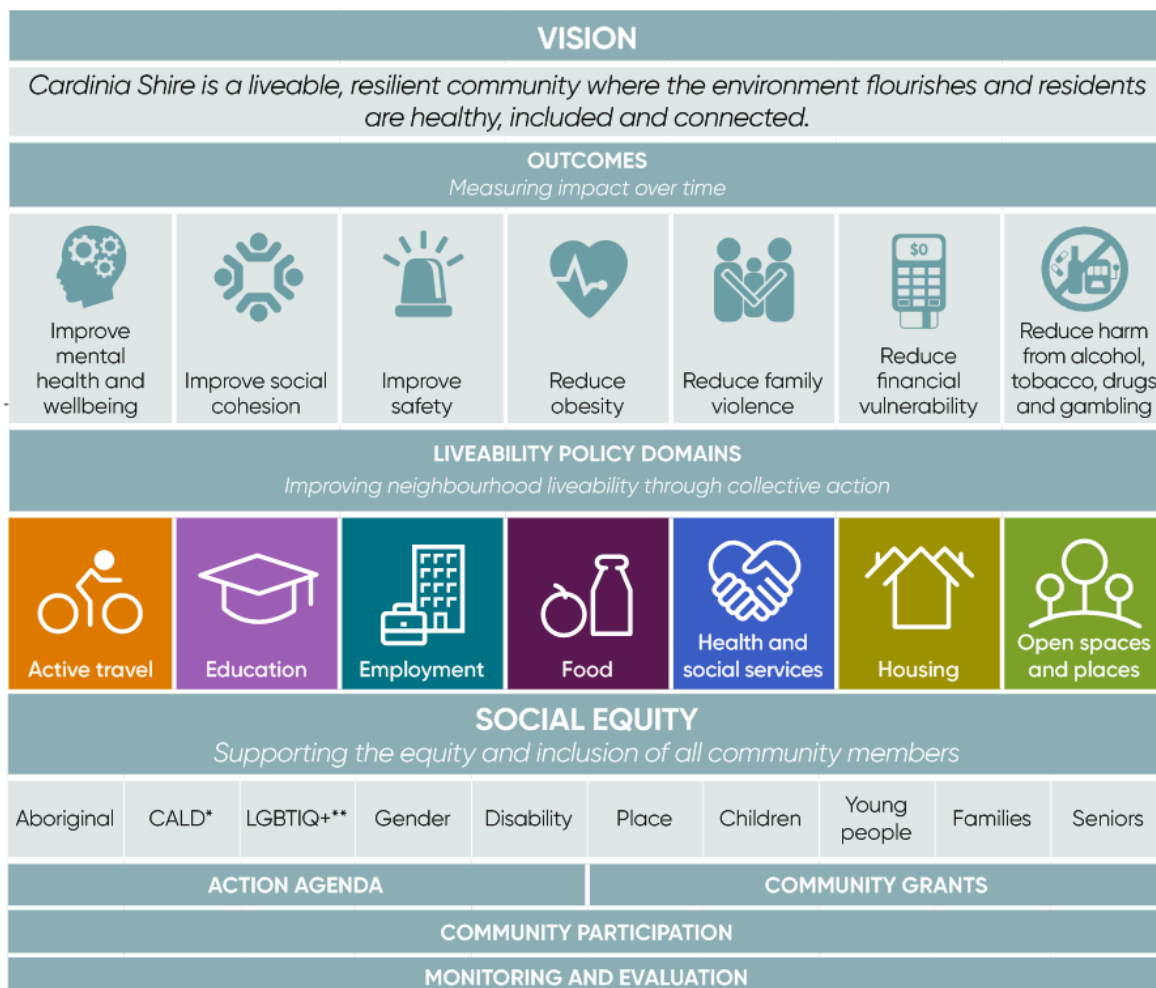 VISION
Cardinia Shire is a liveable, resilient community where the environment flourishes and residents
are healthy, included and connected.
OUTCOMES
Measuring impact over time
Improve
mental
health and
wellbeing
Improve social
cohesion
Improve
safety
Reduce
obesity
Reduce family
violence
$0
Reduce
financial
vulnerability
Reduce harm
from alcohol,
tobacco, drugs
and gambling
LIVEABILITY POLICY DOMAINS
Improving neighbourhood liveability through collective action
Active travel
Education
Employment
Food
Health and
social services
Housing
Open spaces
and places
SOCIAL EQUITY
Supporting the equity and inclusion of all community members
Aboriginal
CALD*
LGBTIQ+**
Gender
Disability
Place
Children
Young
people
Families
Seniors
ACTION AGENDA
COMMUNITY GRANTS
COMMUNITY PARTICIPATION
MONITORING AND EVALUATION